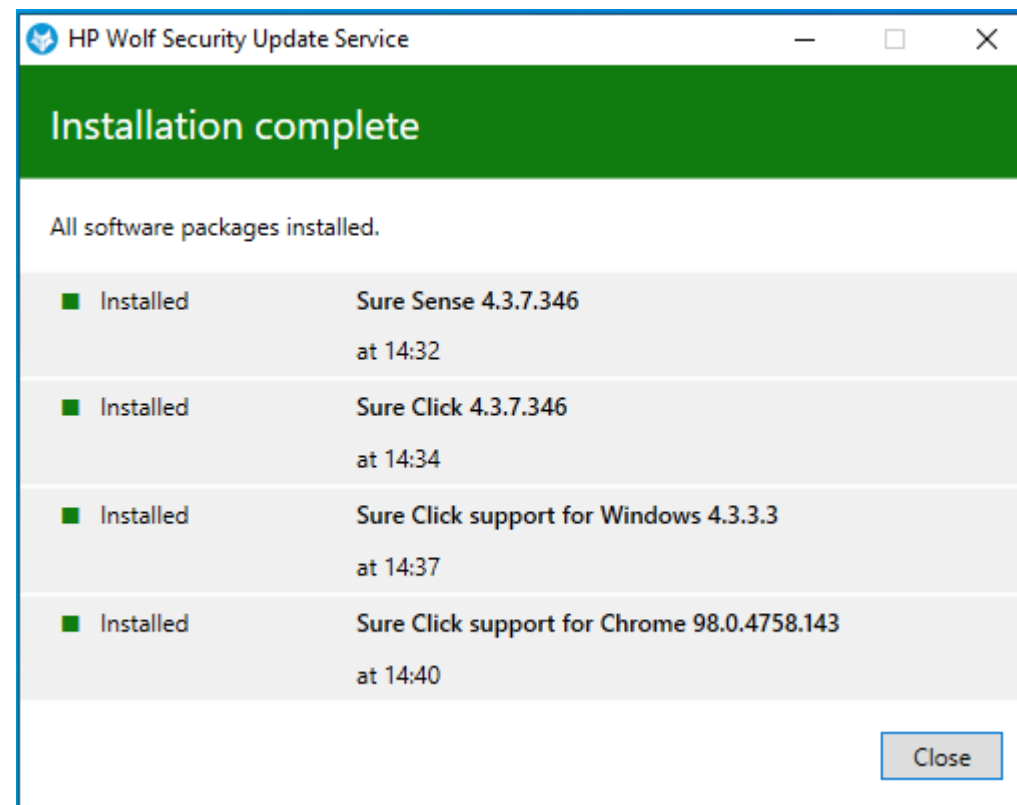 HP Wolf Security Update Service
Installation complete
All software packages installed.
Installed Sure Sense 4.3.7.346
at 14:32
Installed Sure Click 4.3.7.346
at 14:34
Installed Sure Click support for Windows 4.3.3.3
at 14:37
Installed Sure Click support for Chrome 98.0.4758.143
at 14:40
Close